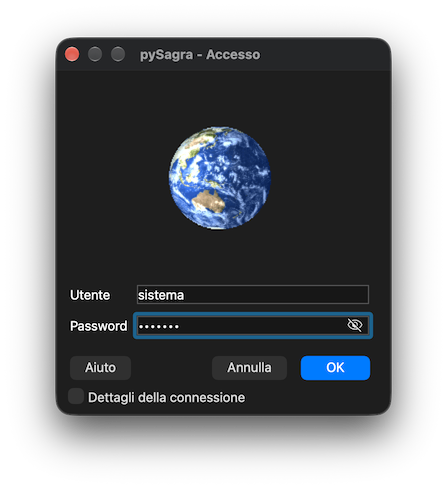 pySagra - Accesso
Utente sistema
Password •••••••
Aiuto Annulla OK
Dettagli della connessione